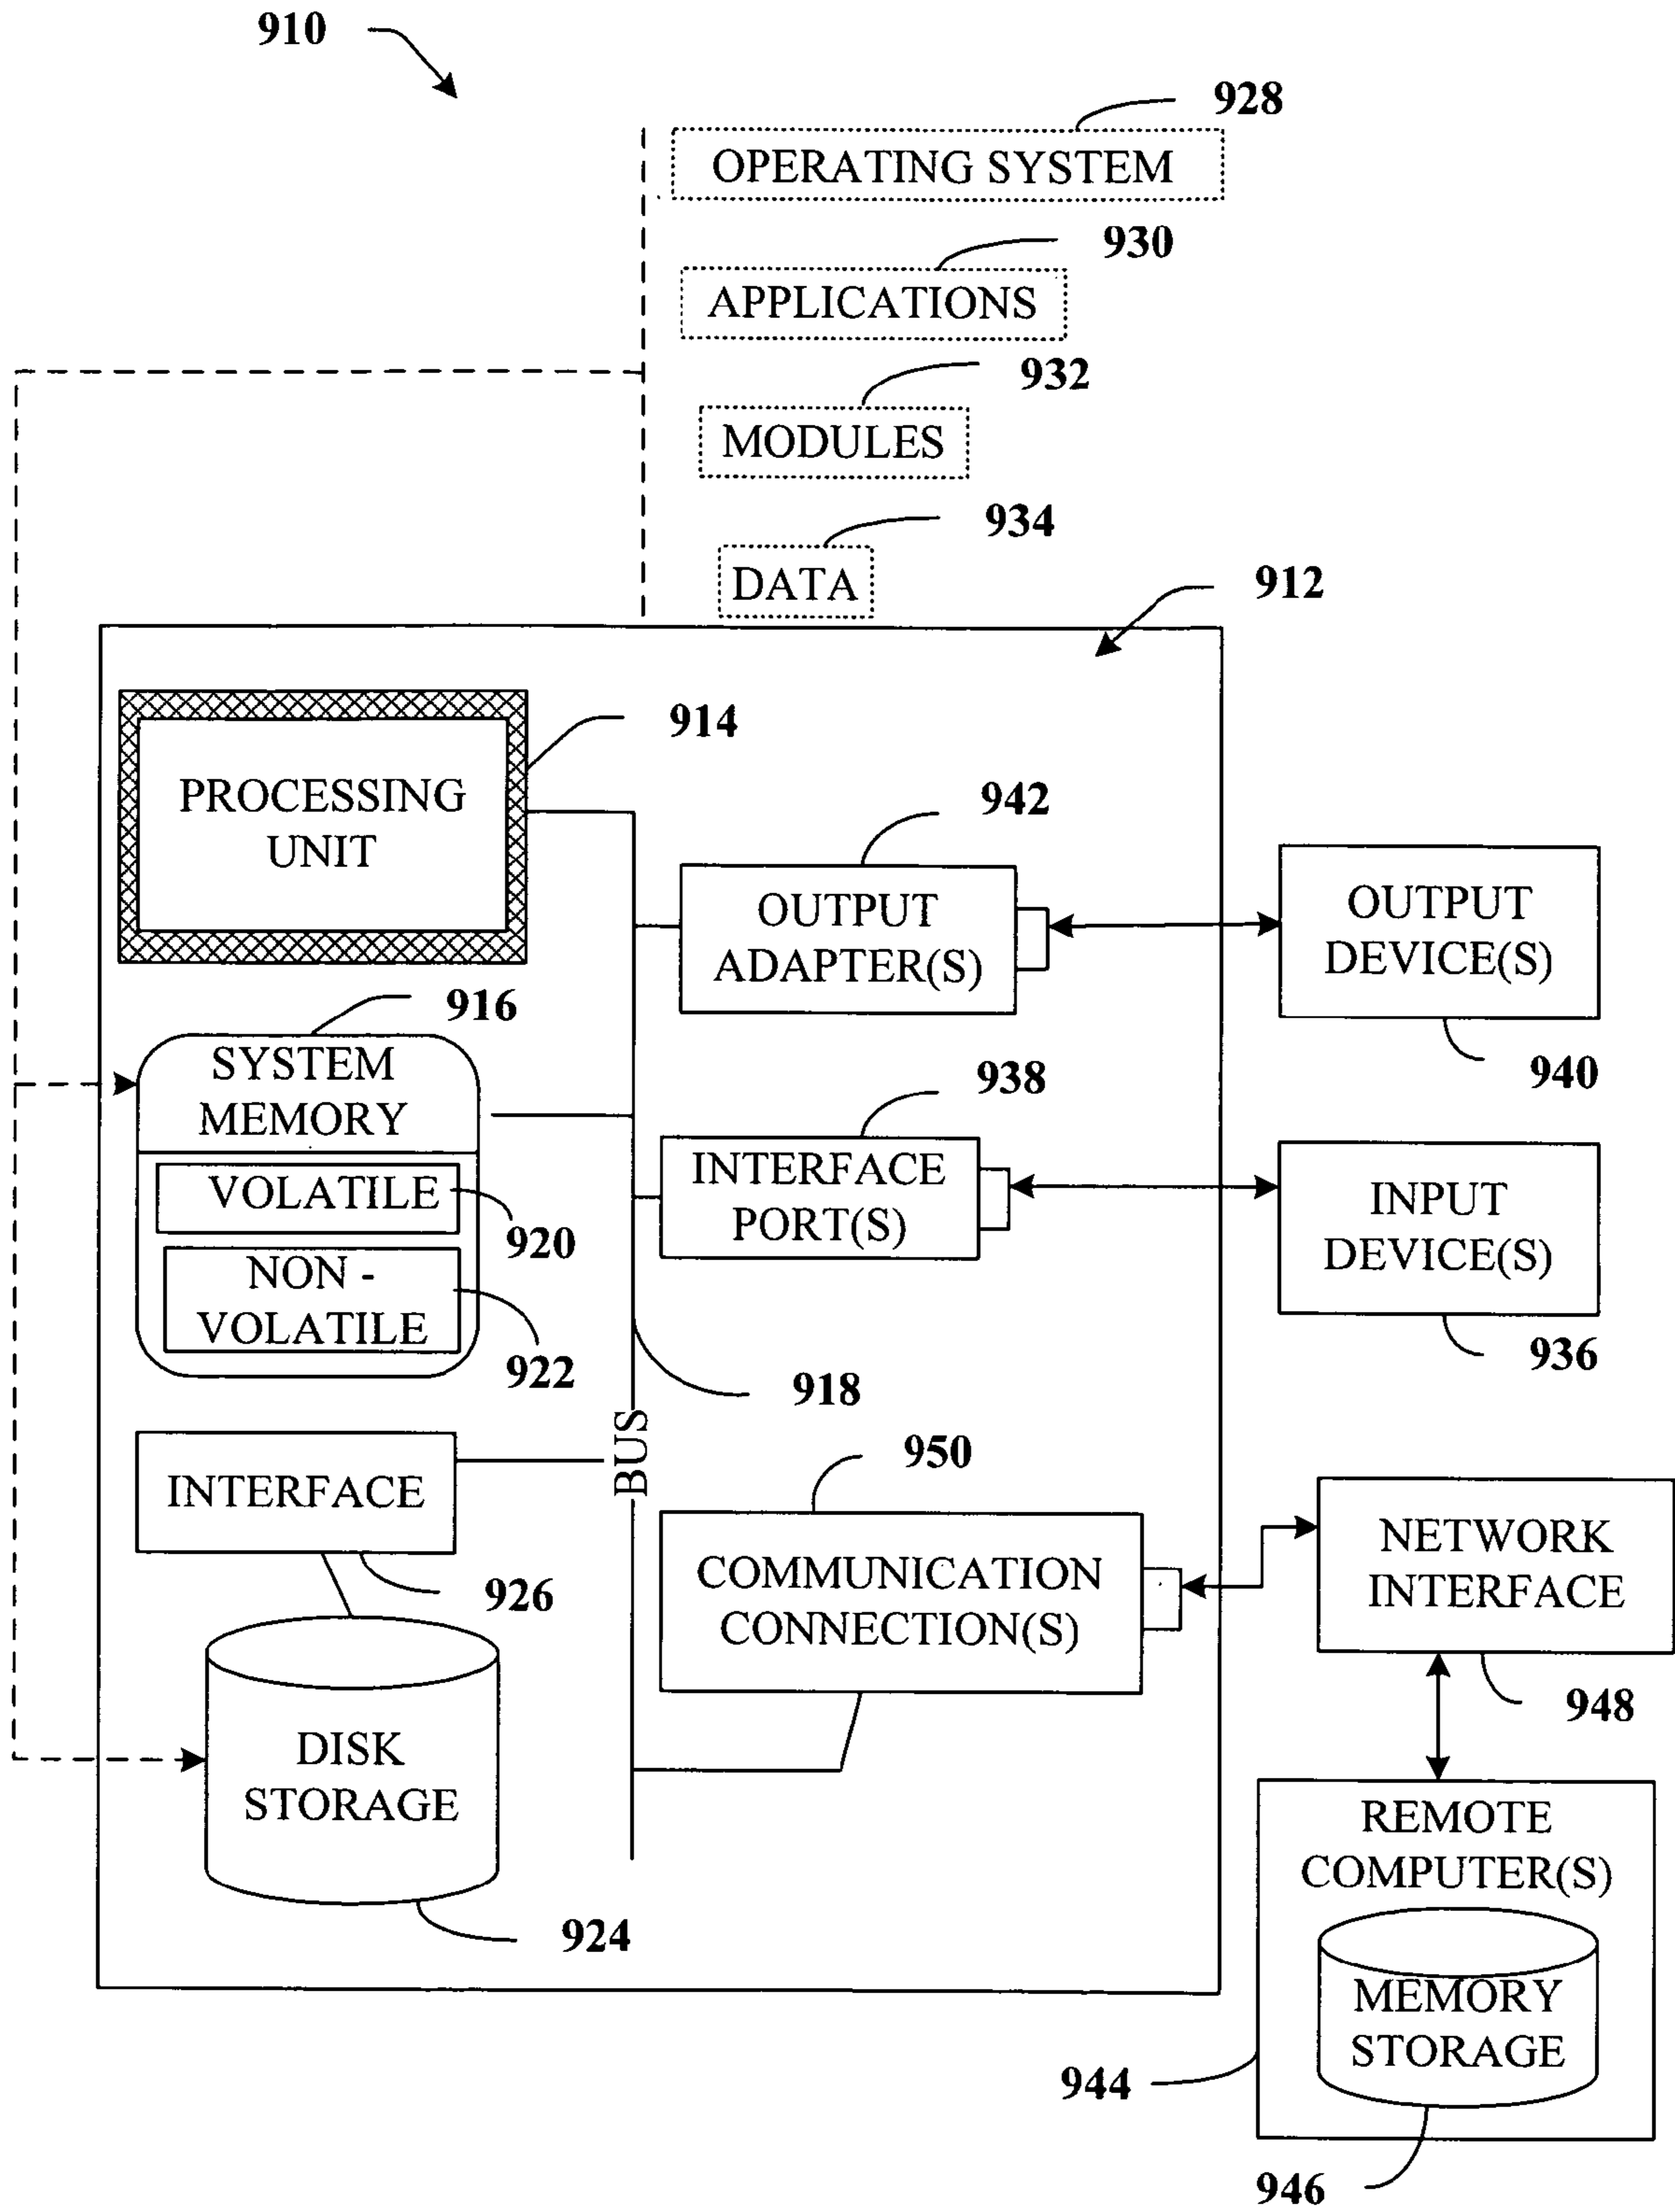 910
928
OPERATING SYSTEM
930
APPLICATIONS
932
MODULES
934
DATA
912
914
PROCESSING
UNIT
942
OUTPUT
ADAPTER(S)
OUTPUT
DEVICE(S)
940
916
SYSTEM
MEMORY
VOLATILE
920
NON -
VOLATILE
922
938
INTERFACE
PORT(S)
INPUT
DEVICE(S)
936
918
BUS
INTERFACE
926
950
COMMUNICATION
CONNECTION(S)
NETWORK
INTERFACE
948
DISK
STORAGE
924
REMOTE
COMPUTER(S)
MEMORY
STORAGE
944
946